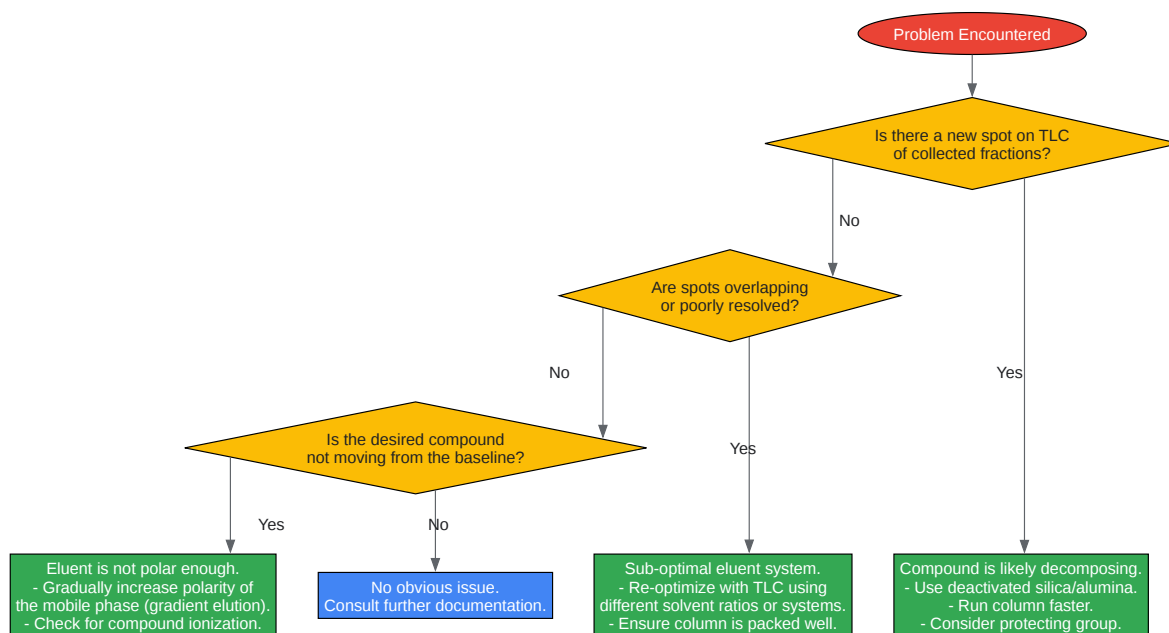 Problem Encountered
Is there a new spot on TLC
of collected fractions?
No
Are spots overlapping
or poorly resolved?
Yes
No
Is the desired compound
not moving from the baseline?
Yes
Yes
No
Eluent is not polar enough.
- Gradually increase polarity of
the mobile phase (gradient elution).
- Check for compound ionization.
No obvious issue.
Consult further documentation.
Sub-optimal eluent system.
- Re-optimize with TLC using
different solvent ratios or systems.
- Ensure column is packed well.
Compound is likely decomposing.
- Use deactivated silica/alumina.
- Run column faster.
- Consider protecting group.